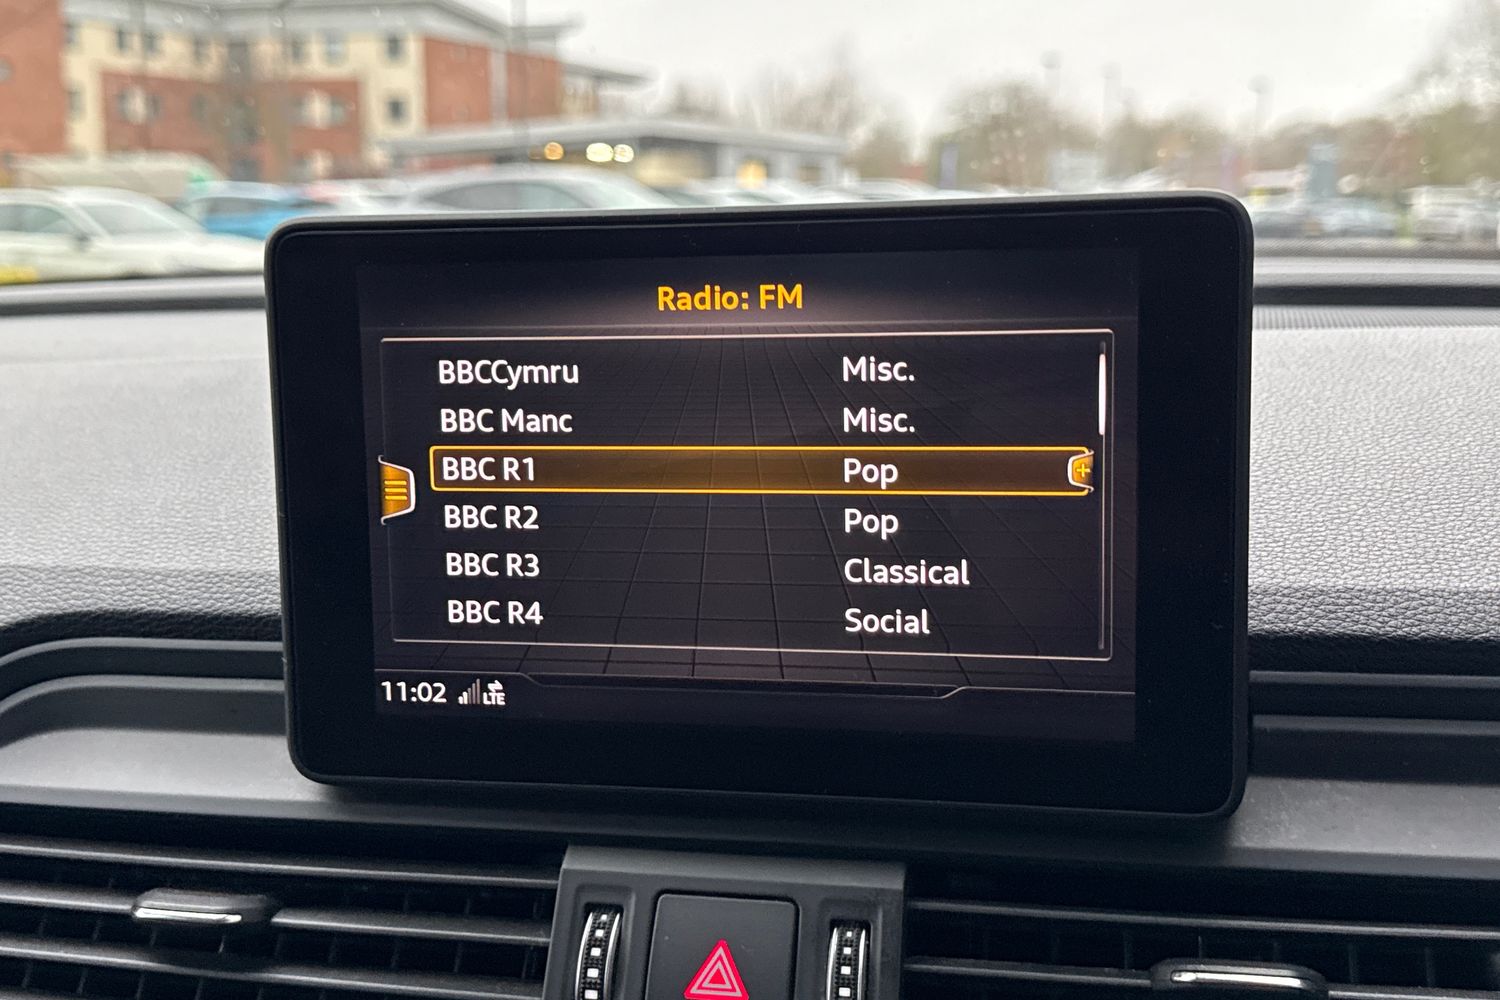 Radio: FM
BBCCymru Misc.
BBC Manc Misc.
BBC R1 Pop
BBC R2 Pop
BBC R3 Classical
BBC R4 Social
11:02 LTE